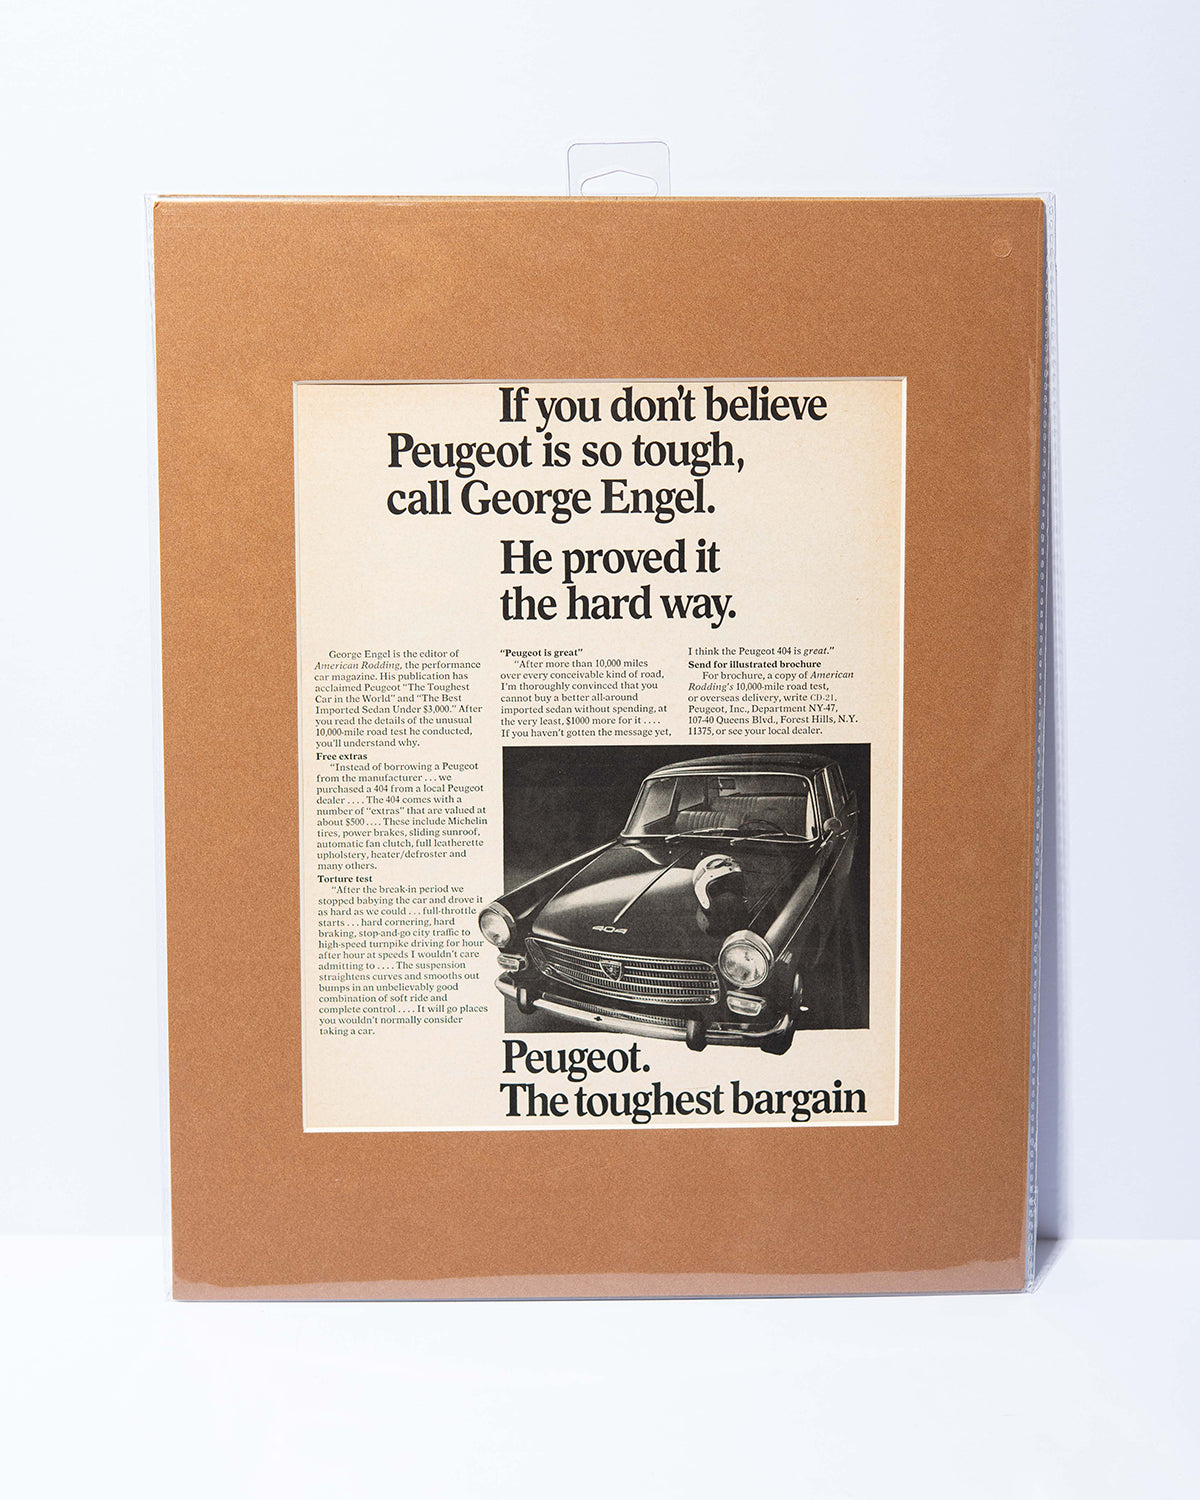 If you don't believe
Peugeot is so tough,
call George Engel.
He proved it
the hard way.
George Engel is the editor of
American Rodding, the performance
car magazine. His publication has
acclaimed Peugeot "The Toughest
Car in the World" and "The Best
Imported Sedan Under $3,000." After
you read the details of the unusual
10,000-mile road test he conducted,
you'll understand why.
Free extras
"Instead of borrowing a Peugeot
from the manufacturer . . . we
purchased a 404 from a local Peugeot
dealer . . . . The 404 comes with a
number of "extras" that are valued at
about $500 . . . . These include Michelin
tires, power brakes, sliding sunroof,
automatic fan clutch, full leatherette
upholstery, heater/defroster and
many others.
Torture test
"After the break-in period we
stopped babying the car and drove it
as hard as we could . . . full-throttle
starts . . . hard cornering, hard
braking, stop-and-go city traffic to
high-speed turnpike driving for hour
after hour at speeds I wouldn't care
admitting to . . . . The suspension
straightens curves and smooths out
bumps in an unbelievably good
combination of soft ride and
complete control . . . . It will go places
you wouldn't normally consider
taking a car.
"Peugeot is great"
"After more than 10,000 miles
over every conceivable kind of road,
I'm thoroughly convinced that you
cannot buy a better all-around
imported sedan without spending, at
the very least, $1000 more for it . . . .
If you haven't gotten the message yet,
I think the Peugeot 404 is great."
Send for illustrated brochure
For brochure, a copy of American
Rodding's 10,000-mile road test,
or overseas delivery, write CD-21,
Peugeot, Inc., Department NY-47,
107-40 Queens Blvd., Forest Hills, N.Y.
11375, or see your local dealer.
404
Peugeot.
The toughest bargain